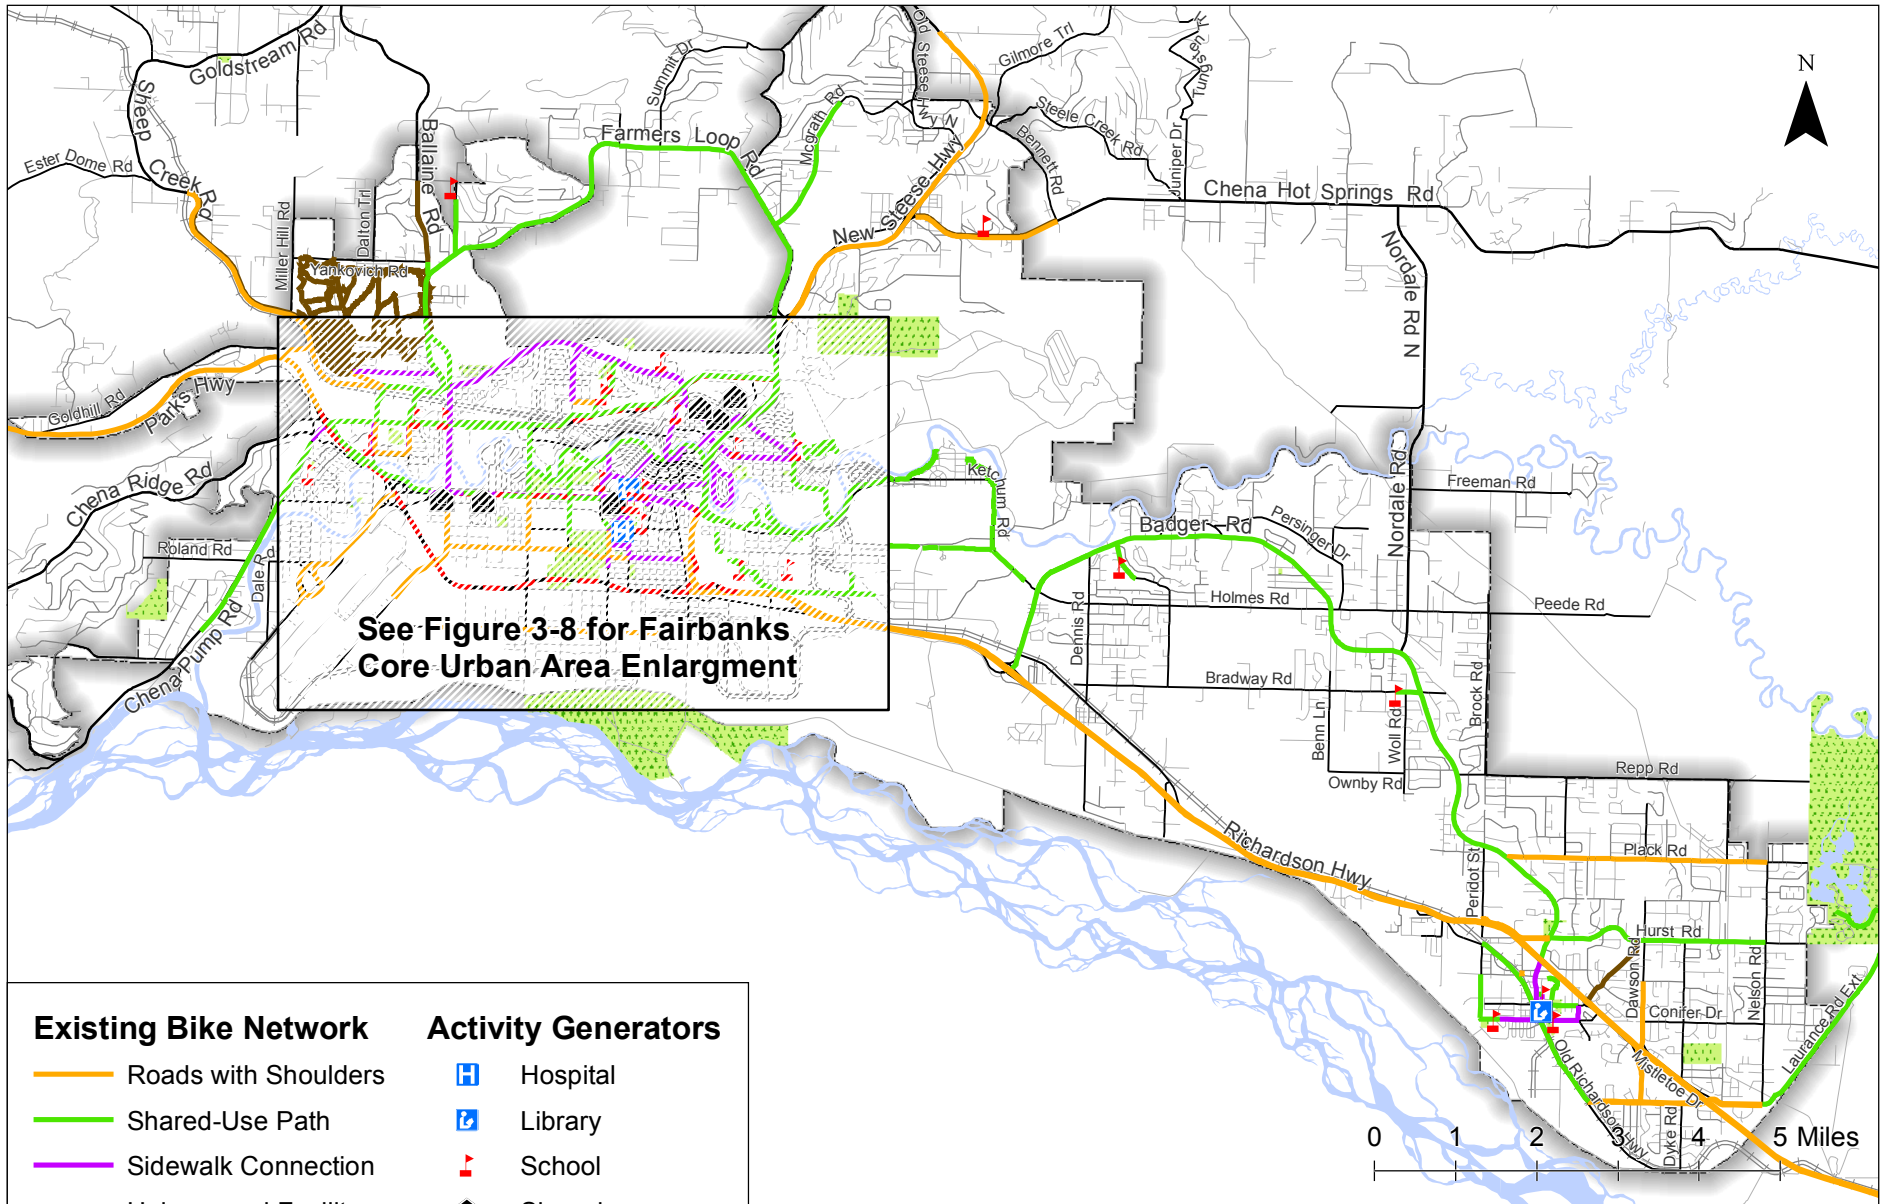 Goldstream Rd
Sheep Creek Rd
Ester Dome Rd
Miller Hill Rd
Dalton Trl
Ballaine Rd
Yankovich Rd
Summit Dr
Farmers Loop Rd
Mcgrath Rd
Old Steese Hwy N
Gilmore Trl
Steele Creek Rd
Bennett Rd
Juniper Dr
New Steese Hwy
Chena Hot Springs Rd
N
Nordale Rd N
Goldhill Rd
Parks Hwy
Chena Ridge Rd
Roland Rd
Dale Rd
Chena Pump Rd
See Figure 3-8 for Fairbanks
Core Urban Area Enlargment
Ketchum Rd
Badger Rd
Persinger Dr
Nordale Rd
Freeman Rd
Holmes Rd
Peede Rd
Dennis Rd
Bradway Rd
Benn Ln
Woll Rd
Brock Rd
Ownby Rd
Repp Rd
Richardson Hwy
Plack Rd
Peridot St
Hurst Rd
Dawson Rd
Nelson Rd
Conifer Dr
Laurance Rd Ext
Mistletoe Dr
Old Richardson Hwy
Dyke Rd
0 1 2 3 4 5 Miles
Existing Bike Network
Roads with Shoulders
Shared-Use Path
Sidewalk Connection
Activity Generators
Hospital
Library
School